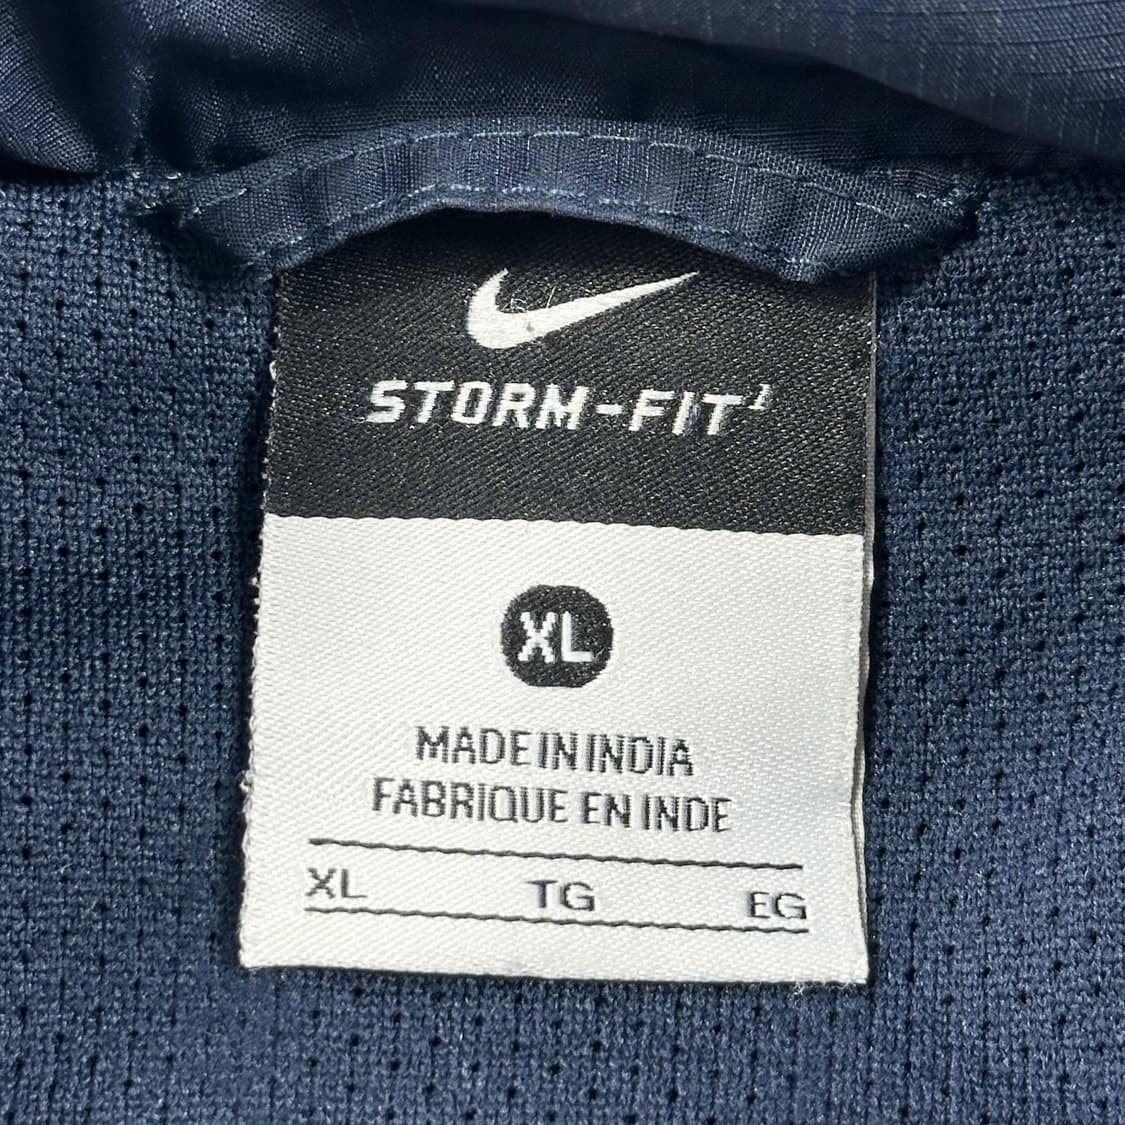 STORM-FIT¹
XL
MADE IN INDIA
FABRIQUE EN INDE
XL TG EG